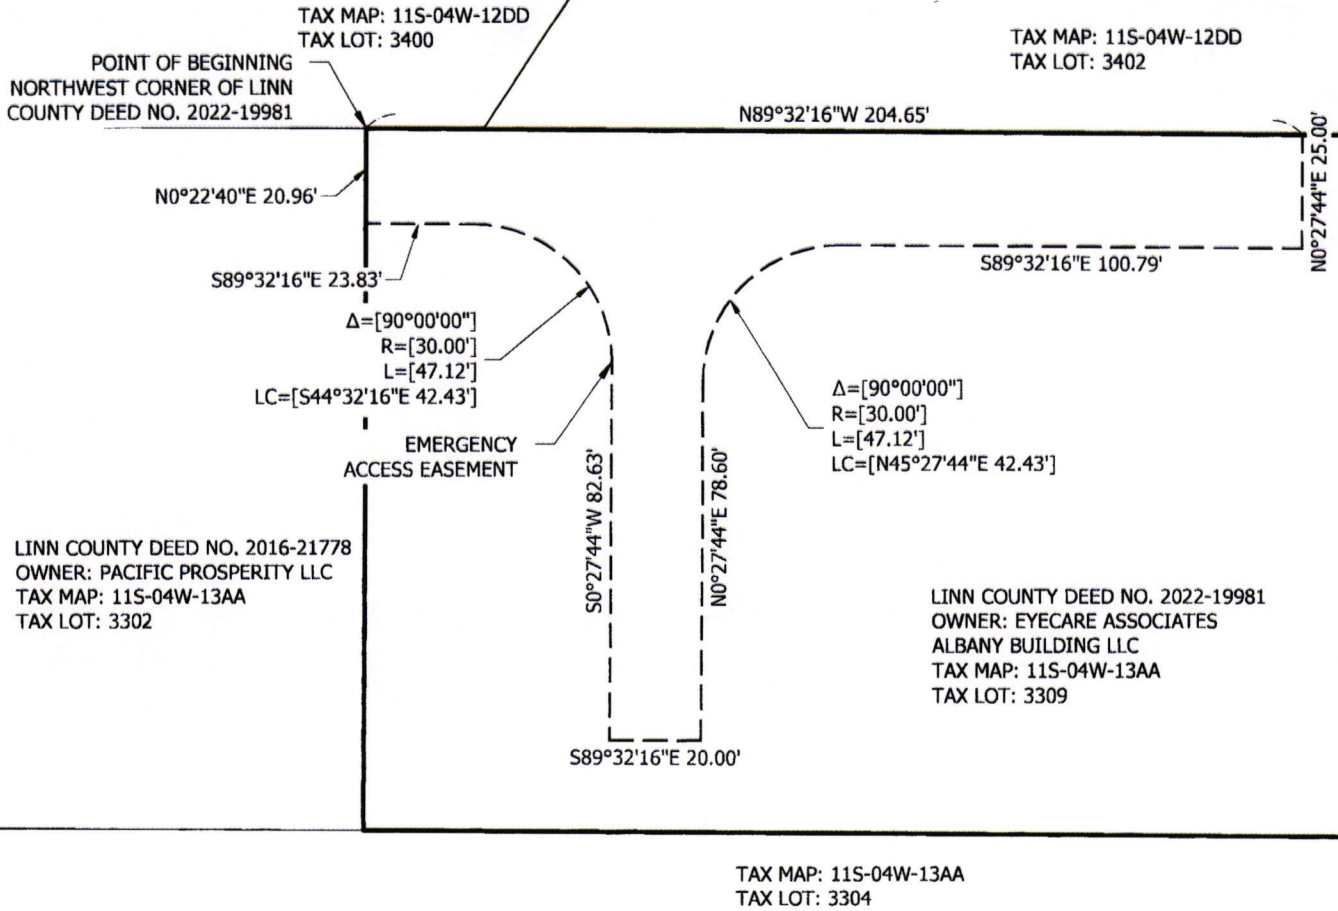 TAX MAP: 11S-04W-12DD
TAX LOT: 3400
TAX MAP: 11S-04W-12DD
TAX LOT: 3402
POINT OF BEGINNING
NORTHWEST CORNER OF LINN
COUNTY DEED NO. 2022-19981
N89°32'16"W 204.65'
N0°27'44"E 25.00'
N0°22'40"E 20.96'
S89°32'16"E 23.83'
S89°32'16"E 100.79'
Δ=[90°00'00"]
R=[30.00']
L=[47.12']
LC=[S44°32'16"E 42.43']
Δ=[90°00'00"]
R=[30.00']
L=[47.12']
LC=[N45°27'44"E 42.43']
EMERGENCY
ACCESS EASEMENT
S0°27'44"W 82.63'
N0°27'44"E 78.60'
LINN COUNTY DEED NO. 2016-21778
OWNER: PACIFIC PROSPERITY LLC
TAX MAP: 11S-04W-13AA
TAX LOT: 3302
LINN COUNTY DEED NO. 2022-19981
OWNER: EYECARE ASSOCIATES
ALBANY BUILDING LLC
TAX MAP: 11S-04W-13AA
TAX LOT: 3309
S89°32'16"E 20.00'
TAX MAP: 11S-04W-13AA
TAX LOT: 3304